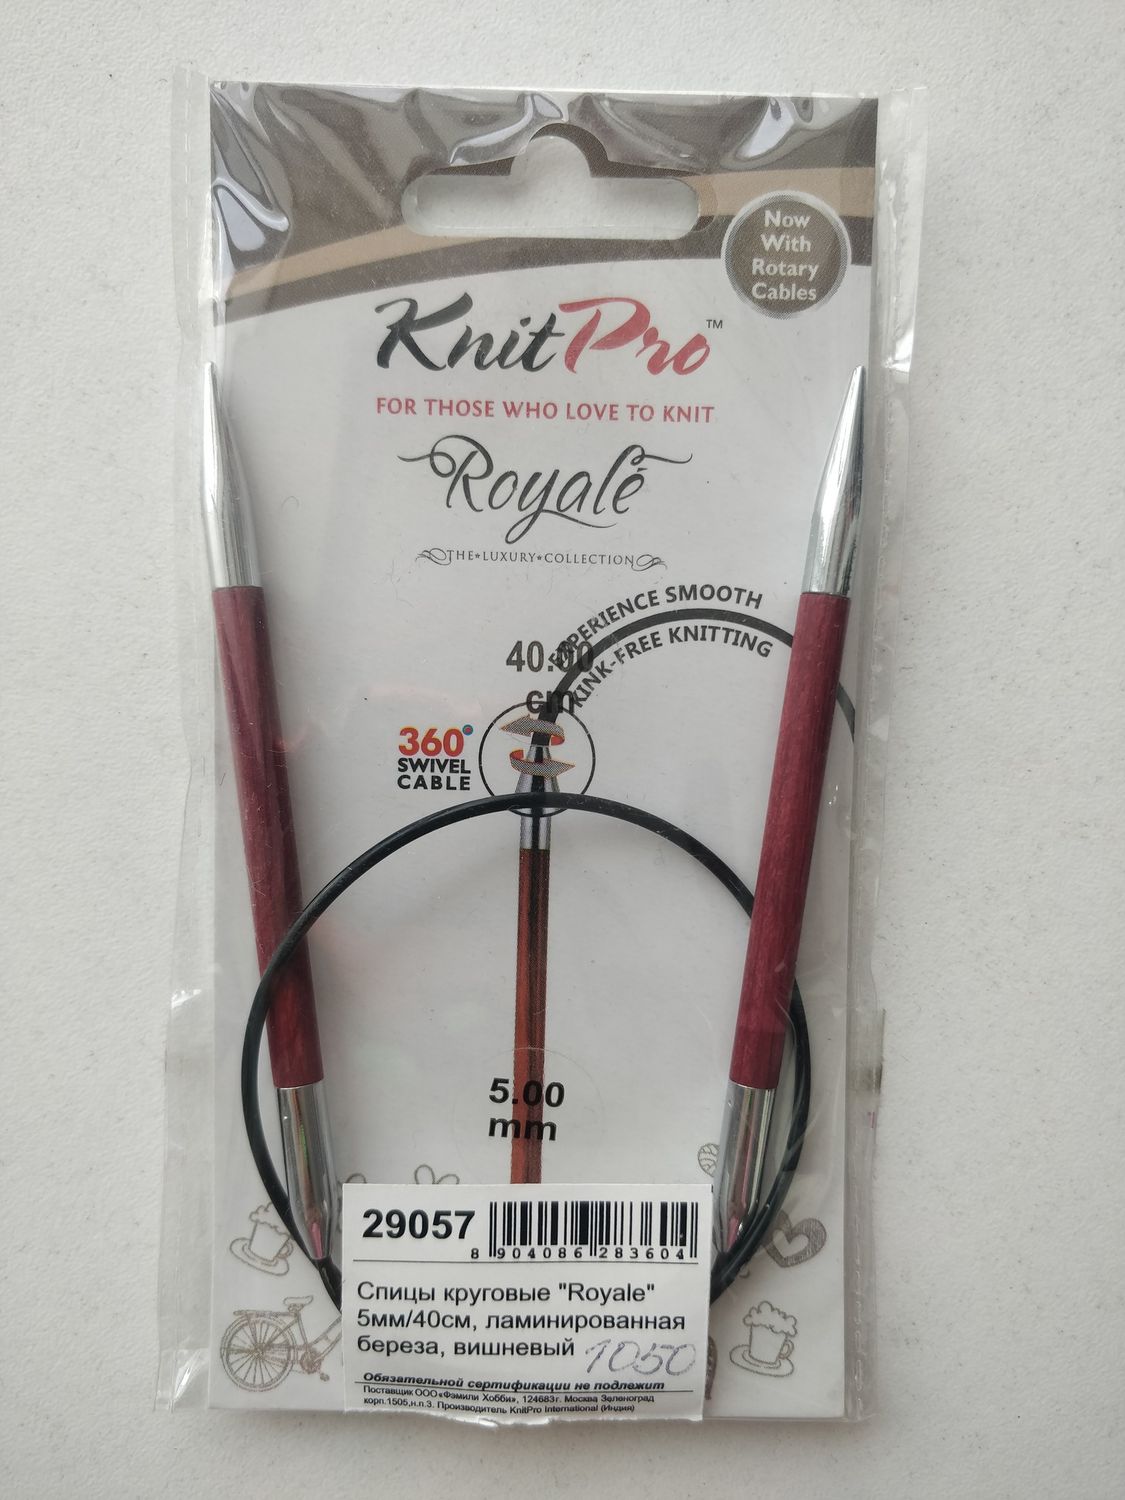 Now
With
Rotary
Cables
KnitPro™
FOR THOSE WHO LOVE TO KNIT
Royalé
THE★LUXURY★COLLECTION
EXPERIENCE SMOOTH
KINK-FREE KNITTING
40.00
cm
360°
SWIVEL
CABLE
5.00
mm
29057
8 904086 283604
Спицы круговые "Royale"
5мм/40см, ламинированная
береза, вишневый 1050
Обязательной сертификации не подлежит
Поставщик ООО«Фэмили Хобби», 124683г. Москва Зеленоград
корп.1505,н.п.3. Производитель KnitPro International (Индия)